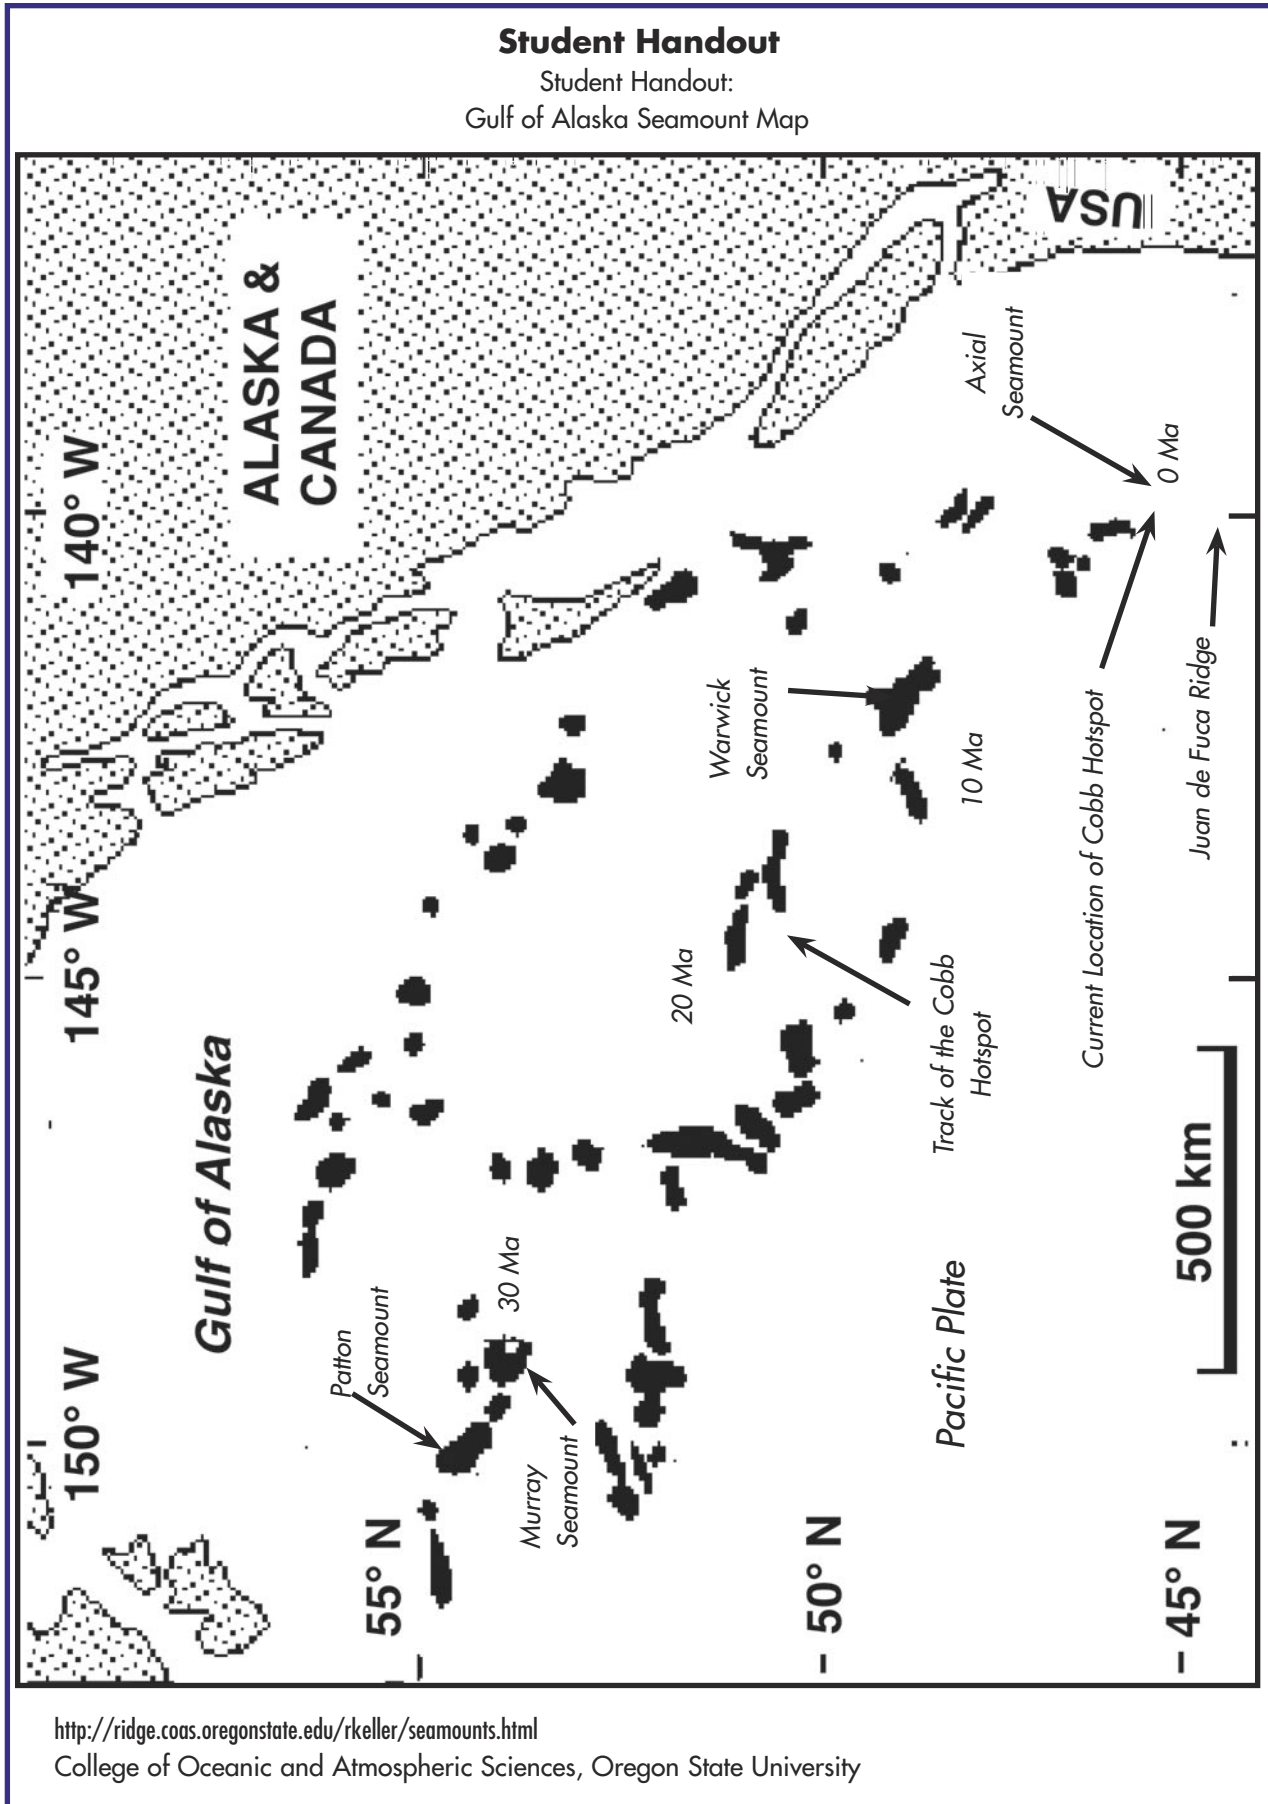 Student Handout
Student Handout:
Gulf of Alaska Seamount Map
ALASKA &
CANADA
USA
140° W
145° W
150° W
Gulf of Alaska
Axial
Seamount
0 Ma
Warwick
Seamount
10 Ma
Current Location of Cobb Hotspot
Juan de Fuca Ridge
20 Ma
Track of the Cobb
Hotspot
30 Ma
Patton
Seamount
Murray
Seamount
Pacific Plate
500 km
55° N
50° N
45° N
http://ridge.coas.oregonstate.edu/rkeller/seamounts.html
College of Oceanic and Atmospheric Sciences, Oregon State University